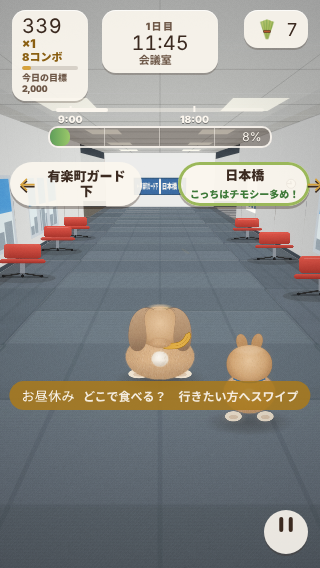 339
×1
8コンボ
今日の目標
2,000
1日目
11:45
会議室
7
9:00
18:00
8%
有楽町ガード下
日本橋
こっちはチモシー多め！
日本橋
お昼休み どこで食べる？ 行きたい方へスワイプ